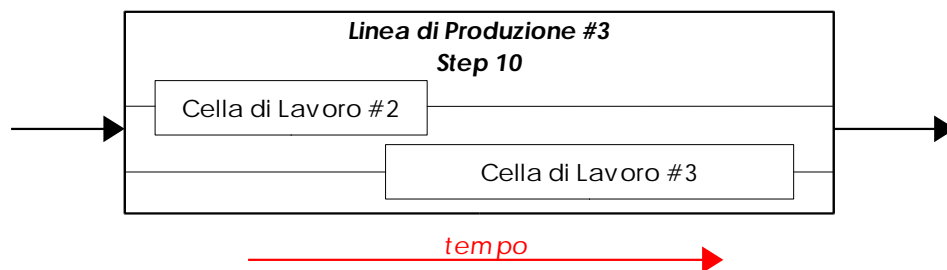 Linea di Produzione #3
Step 10
Cella di Lavoro #2
Cella di Lavoro #3
tempo